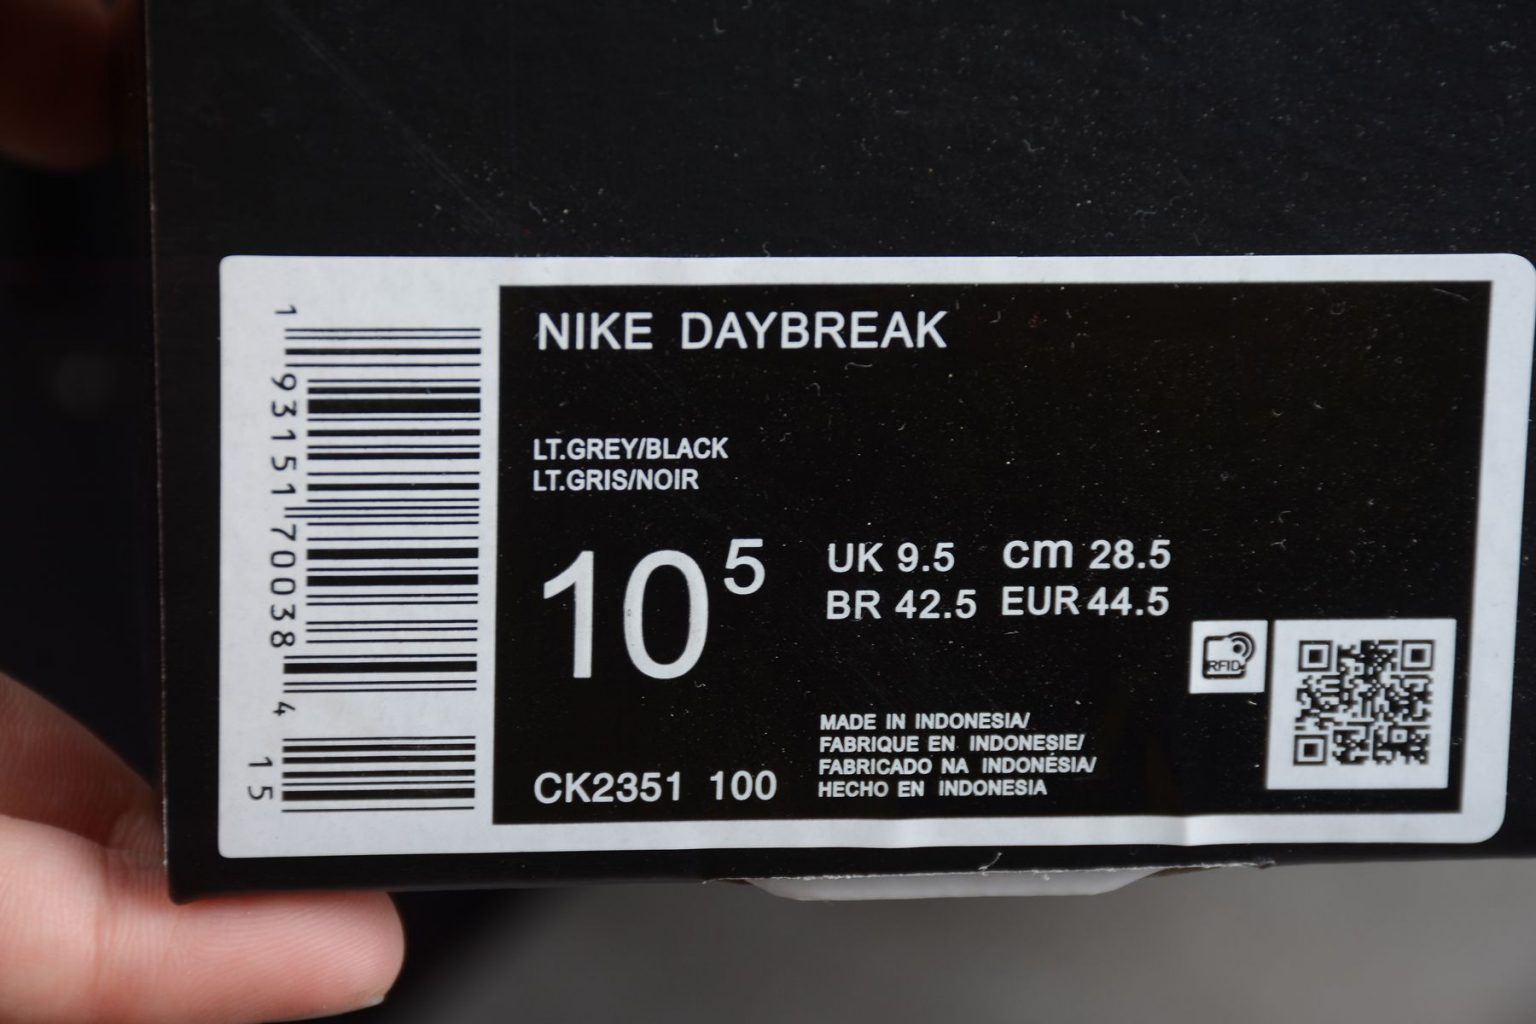 NIKE DAYBREAK
LT.GREY/BLACK
LT.GRIS/NOIR
10 5
UK 9.5 cm 28.5
BR 42.5 EUR 44.5
RFID
MADE IN INDONESIA/
FABRIQUE EN INDONESIE/
FABRICADO NA INDONÉSIA/
HECHO EN INDONESIA
CK2351 100
1 93151 70038 4
15